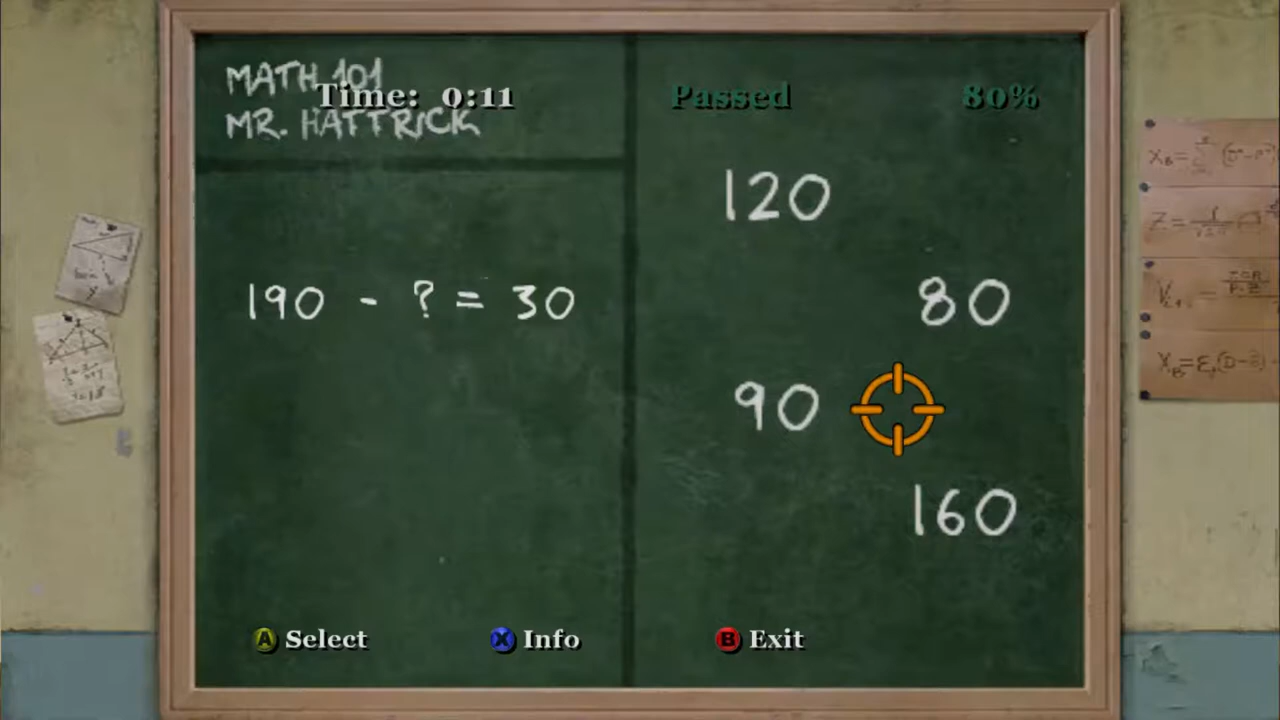 MATH 101
Time: 0:11
MR. HATTRICK
Passed 80%
190 - ? = 30
120
80
90
160
A Select
X Info
B Exit